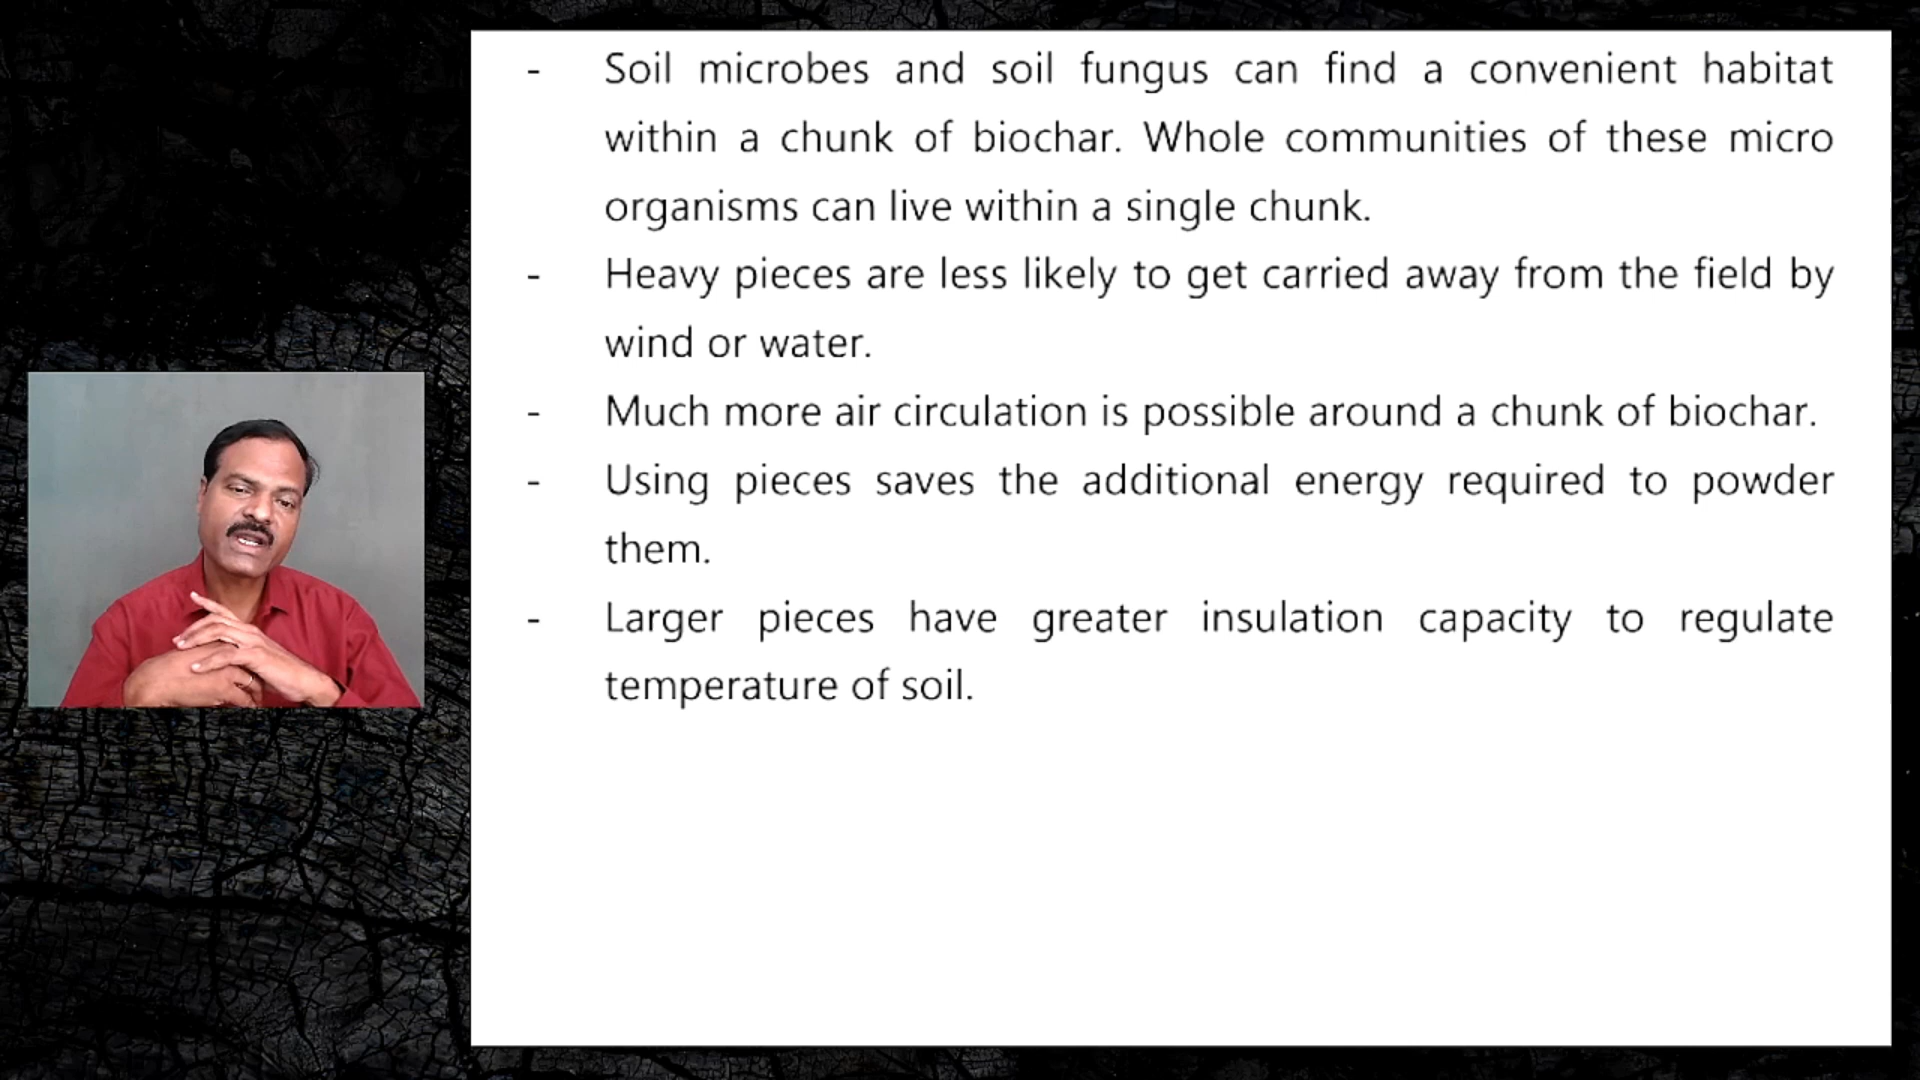 - Soil microbes and soil fungus can find a convenient habitat
within a chunk of biochar. Whole communities of these micro
organisms can live within a single chunk.
- Heavy pieces are less likely to get carried away from the field by
wind or water.
- Much more air circulation is possible around a chunk of biochar.
- Using pieces saves the additional energy required to powder
them.
- Larger pieces have greater insulation capacity to regulate
temperature of soil.